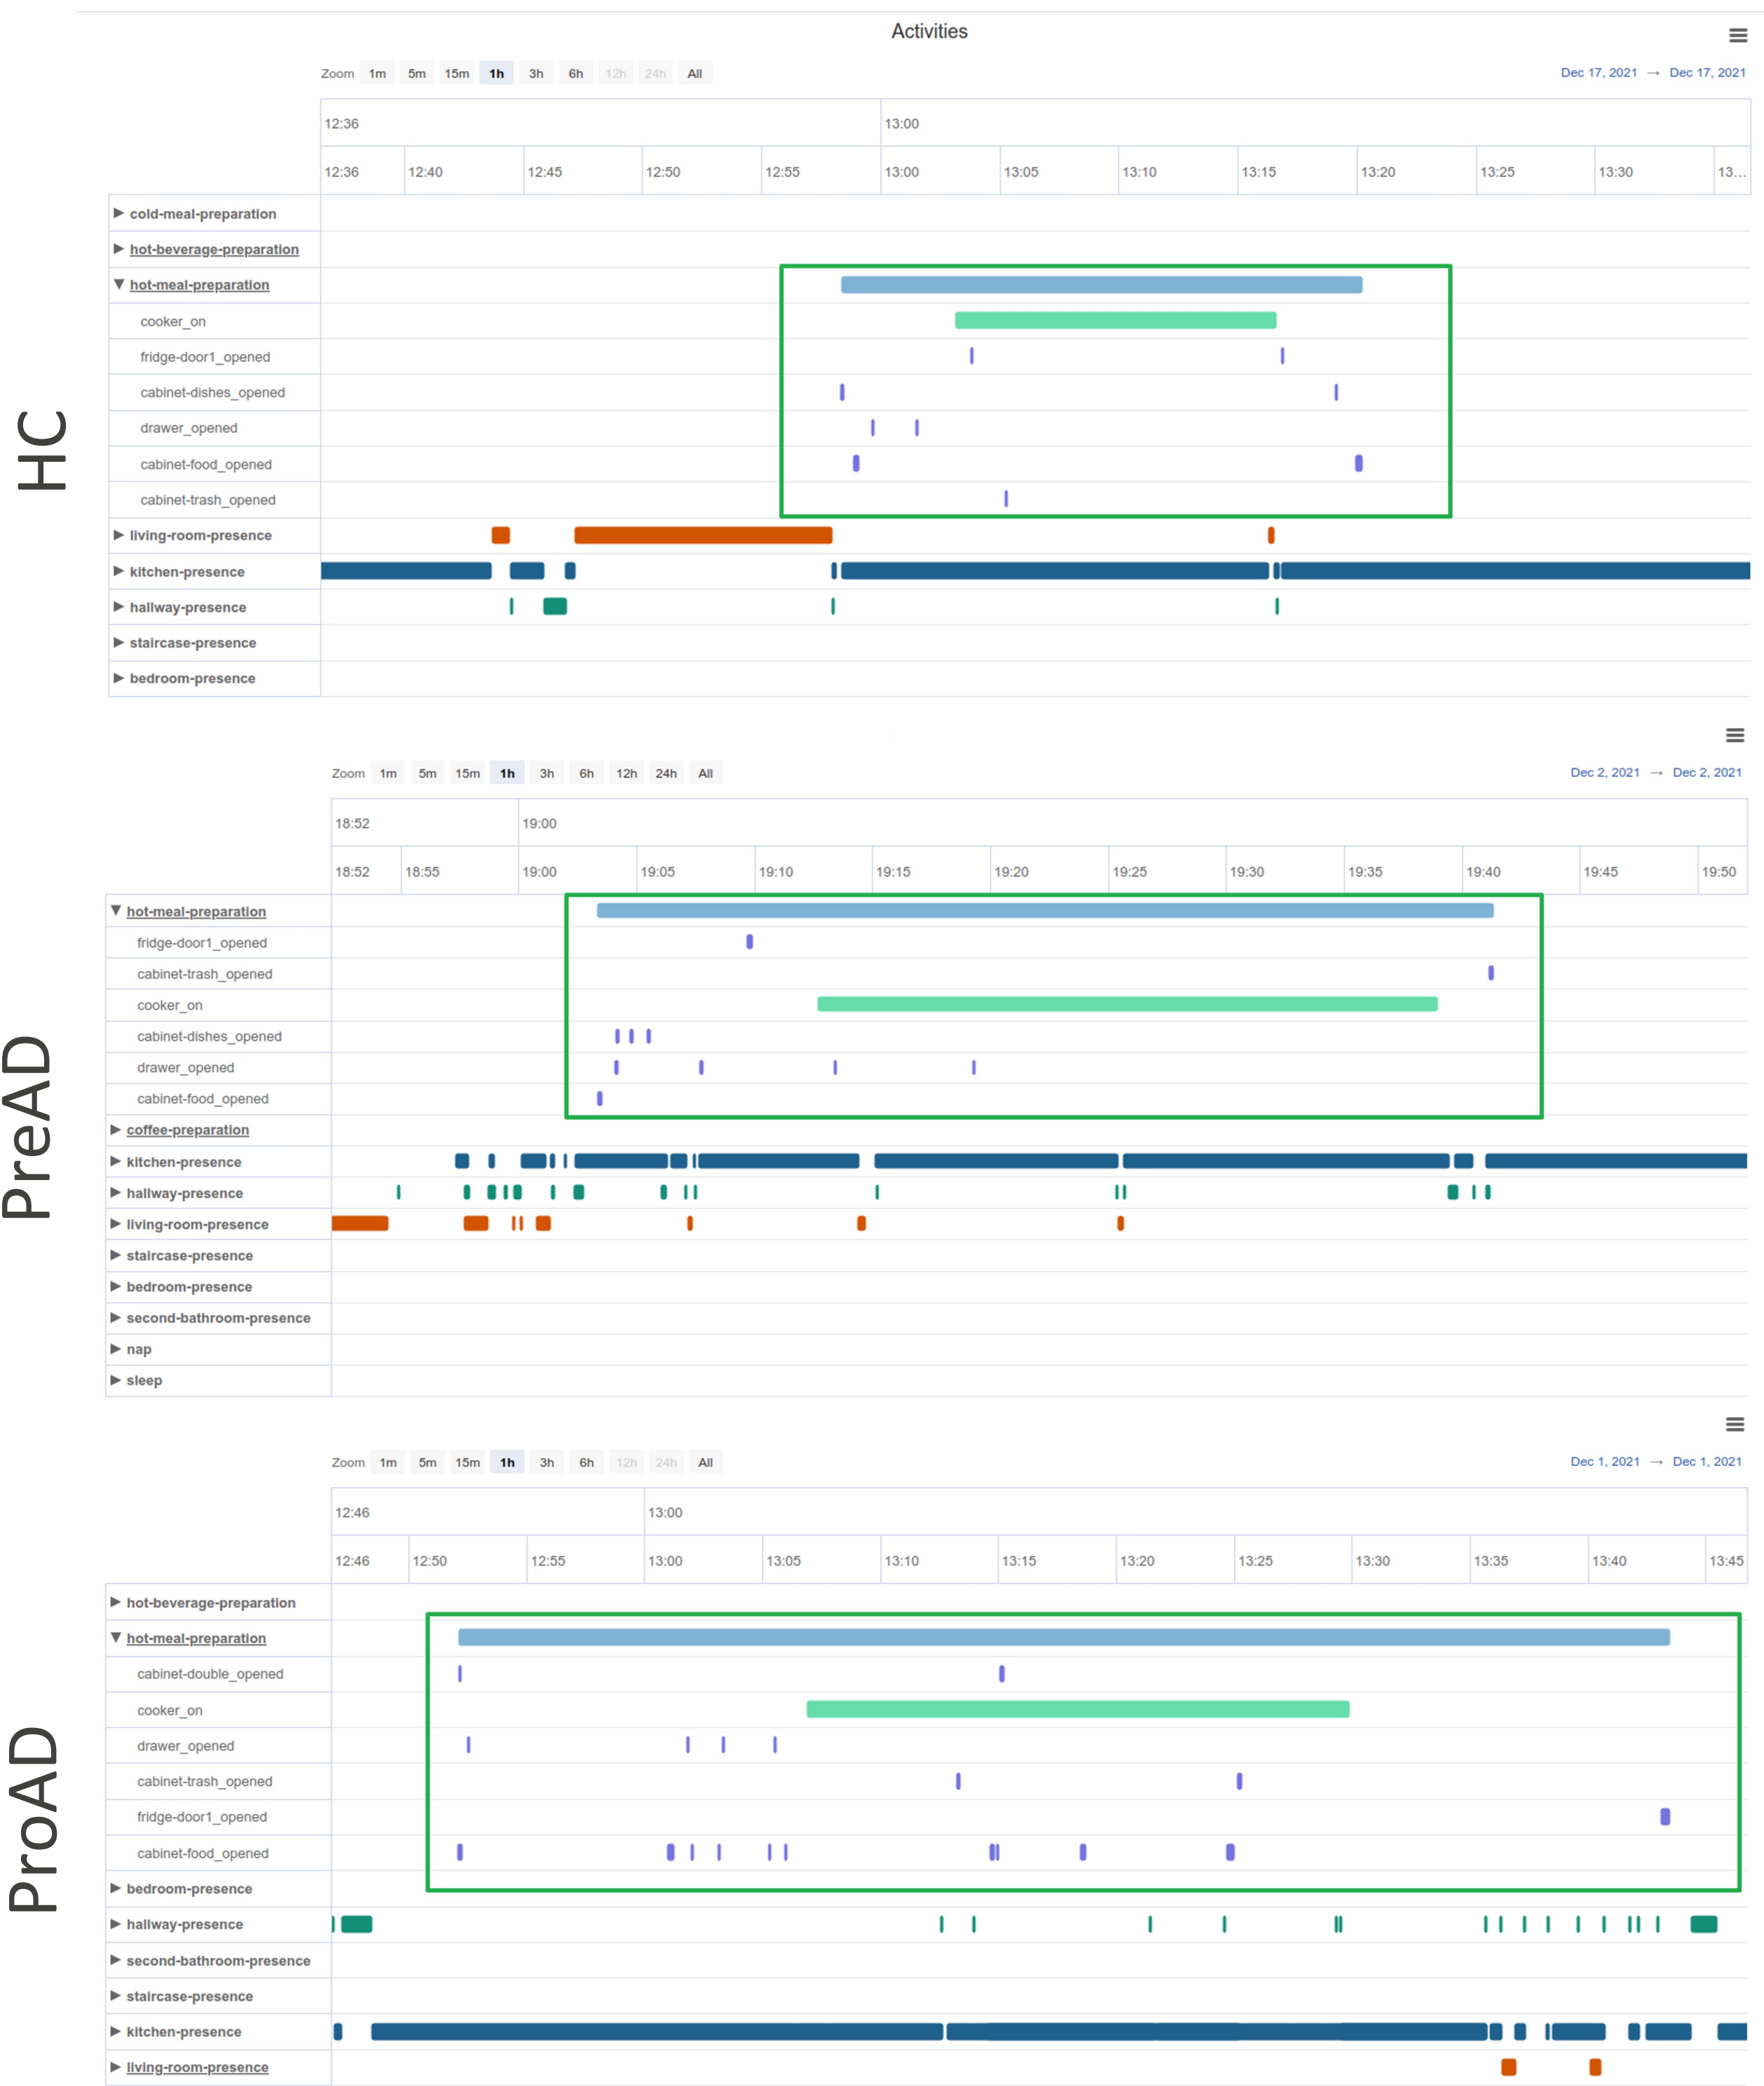 Activities
Zoom 1m 5m 15m 1h 3h 6h 12h 24h All Dec 17, 2021 → Dec 17, 2021
12:36 13:00
12:36 12:40 12:45 12:50 12:55 13:00 13:05 13:10 13:15 13:20 13:25 13:30 13...
HC
▶ cold-meal-preparation
▶ hot-beverage-preparation
▼ hot-meal-preparation
cooker_on
fridge-door1_opened
cabinet-dishes_opened
drawer_opened
cabinet-food_opened
cabinet-trash_opened
▶ living-room-presence
▶ kitchen-presence
▶ hallway-presence
▶ staircase-presence
▶ bedroom-presence
Zoom 1m 5m 15m 1h 3h 6h 12h 24h All Dec 2, 2021 → Dec 2, 2021
18:52 19:00
18:52 18:55 19:00 19:05 19:10 19:15 19:20 19:25 19:30 19:35 19:40 19:45 19:50
PreAD
▼ hot-meal-preparation
fridge-door1_opened
cabinet-trash_opened
cooker_on
cabinet-dishes_opened
drawer_opened
cabinet-food_opened
▶ coffee-preparation
▶ kitchen-presence
▶ hallway-presence
▶ living-room-presence
▶ staircase-presence
▶ bedroom-presence
▶ second-bathroom-presence
▶ nap
▶ sleep
Zoom 1m 5m 15m 1h 3h 6h 12h 24h All Dec 1, 2021 → Dec 1, 2021
12:46 13:00
12:46 12:50 12:55 13:00 13:05 13:10 13:15 13:20 13:25 13:30 13:35 13:40 13:45
ProAD
▶ hot-beverage-preparation
▼ hot-meal-preparation
cabinet-double_opened
cooker_on
drawer_opened
cabinet-trash_opened
fridge-door1_opened
cabinet-food_opened
▶ bedroom-presence
▶ hallway-presence
▶ second-bathroom-presence
▶ staircase-presence
▶ kitchen-presence
▶ living-room-presence